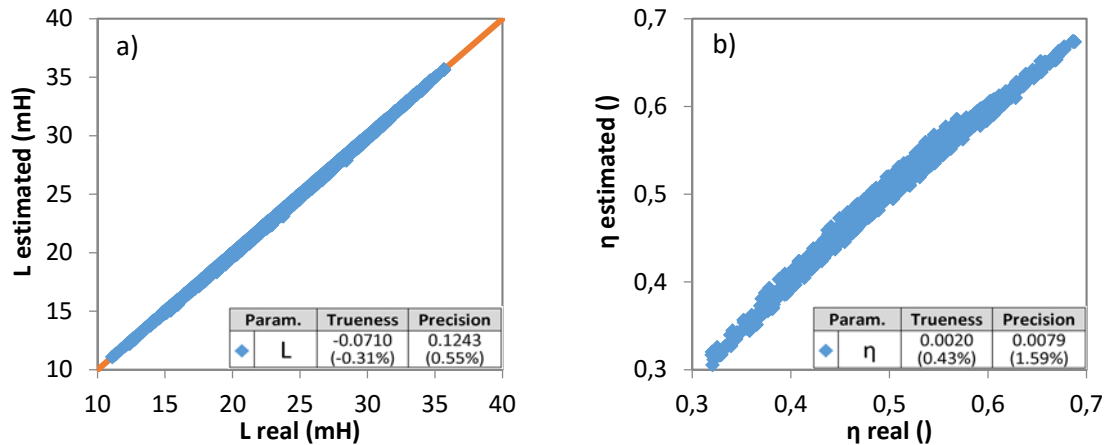 a)
L estimated (mH)
40
35
30
25
20
15
10
10 15 20 25 30 35 40
L real (mH)
Param. Trueness Precision
L -0.0710 0.1243
(-0.31%) (0.55%)
b)
η estimated ()
0,7
0,6
0,5
0,4
0,3
0,3 0,4 0,5 0,6 0,7
η real ()
Param. Trueness Precision
η 0.0020 0.0079
(0.43%) (1.59%)